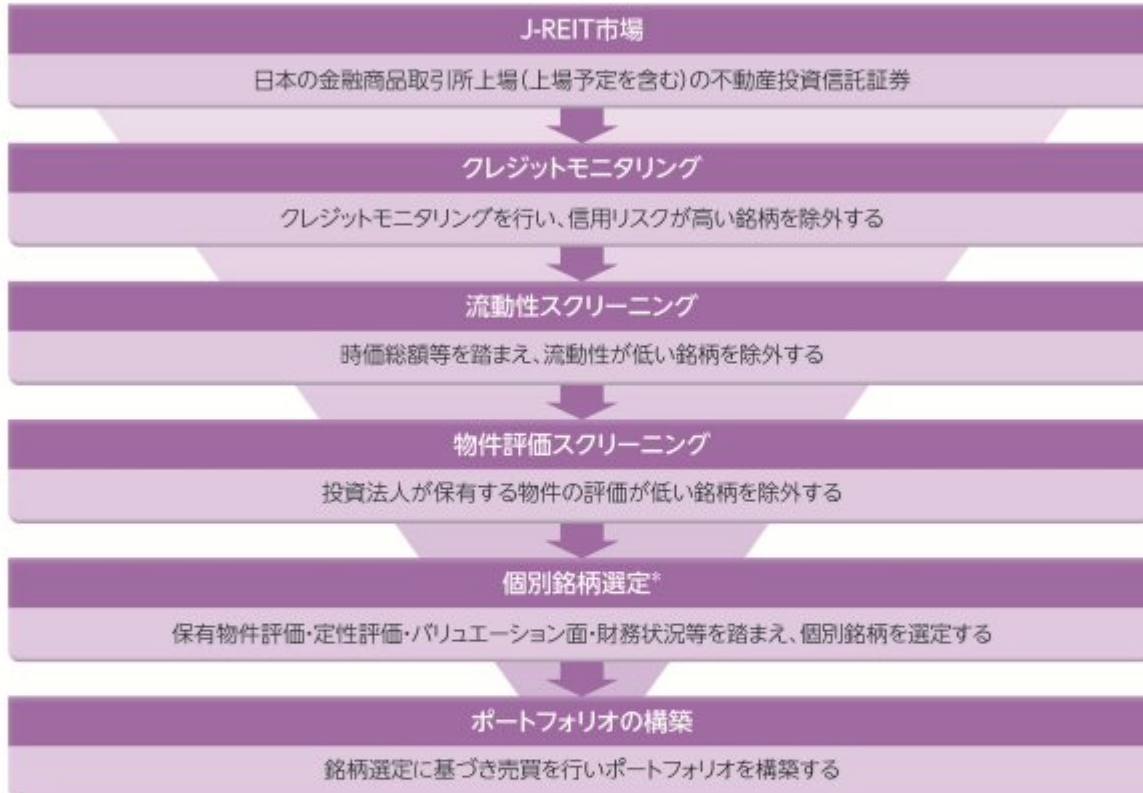 J-REIT市場
日本の金融商品取引所上場(上場予定を含む)の不動産投資信託証券
クレジットモニタリング
クレジットモニタリングを行い、信用リスクが高い銘柄を除外する
流動性スクリーニング
時価総額等を踏まえ、流動性が低い銘柄を除外する
物件評価スクリーニング
投資法人が保有する物件の評価が低い銘柄を除外する
個別銘柄選定*
保有物件評価・定性評価・バリュエーション面・財務状況等を踏まえ、個別銘柄を選定する
ポートフォリオの構築
銘柄選定に基づき売買を行いポートフォリオを構築する